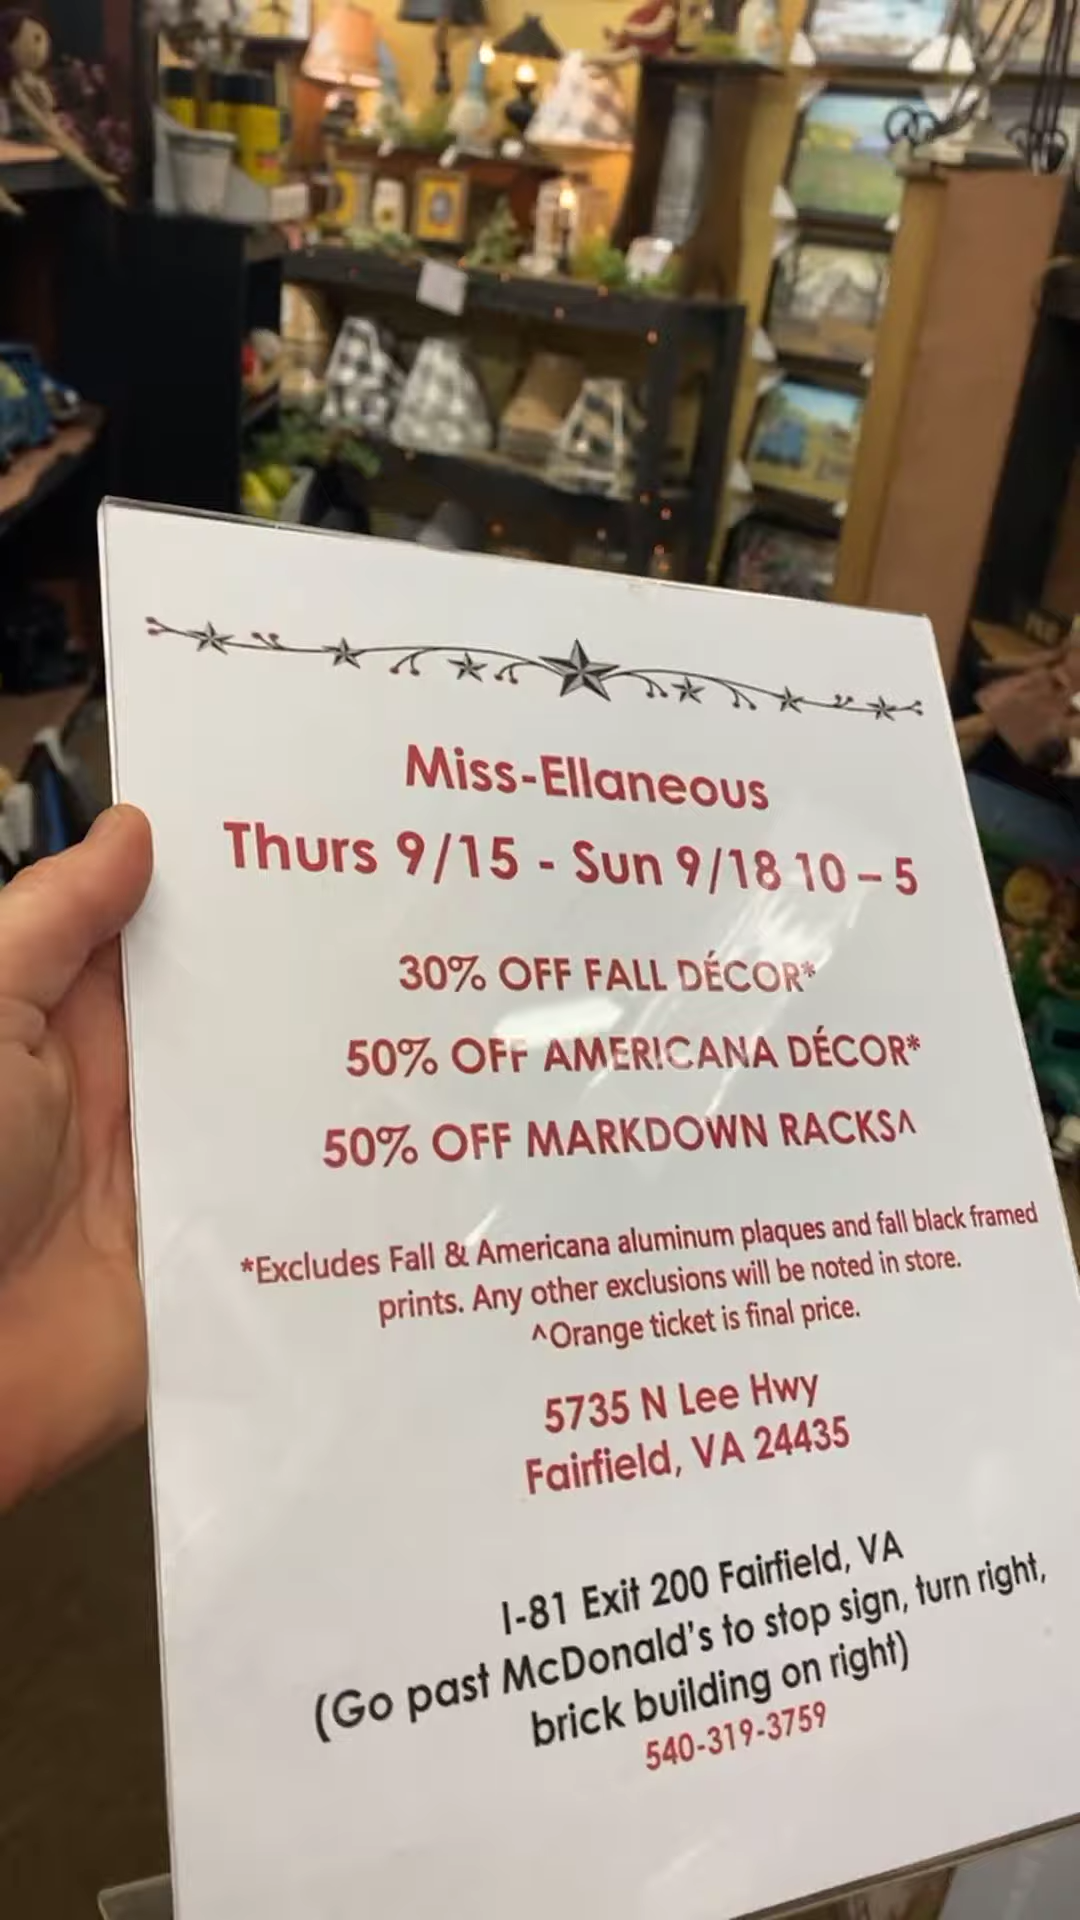 Miss-Ellaneous
Thurs 9/15 - Sun 9/18 10 – 5
30% OFF FALL DÉCOR*
50% OFF AMERICANA DÉCOR*
50% OFF MARKDOWN RACKS^
*Excludes Fall & Americana aluminum plaques and fall black framed
prints. Any other exclusions will be noted in store.
^Orange ticket is final price.
5735 N Lee Hwy
Fairfield, VA 24435
I-81 Exit 200 Fairfield, VA
(Go past McDonald's to stop sign, turn right,
brick building on right)
540-319-3759